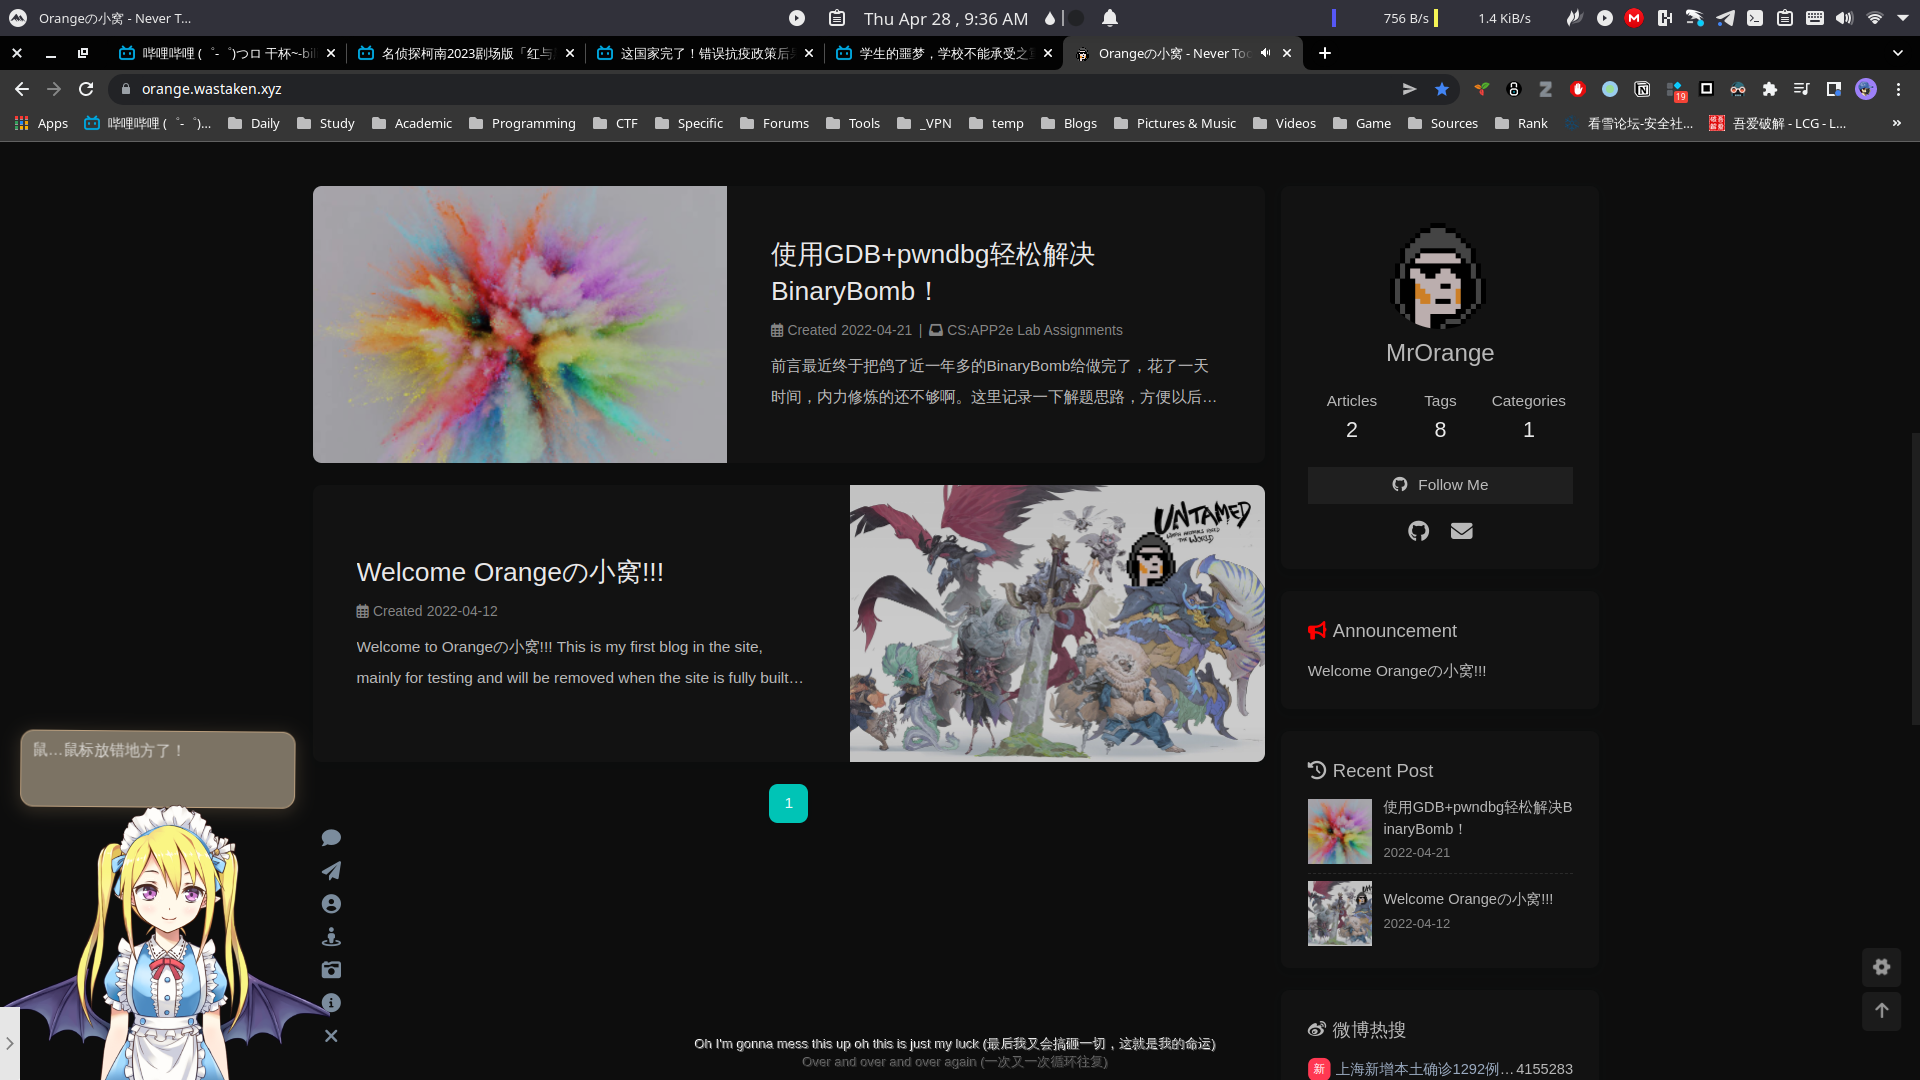 Orangeの小窝 - Never T...
Thu Apr 28 , 9:36 AM
756 B/s
1.4 KiB/s
哔哩哔哩 (゜-゜)つロ 干杯~-bil
名侦探柯南2023剧场版「红与
这国家完了！错误抗疫政策后
学生的噩梦，学校不能承受之
Orangeの小窝 - Never Too
orange.wastaken.xyz
19
Apps
哔哩哔哩 (゜-゜)...
Daily
Study
Academic
Programming
CTF
Specific
Forums
Tools
_VPN
temp
Blogs
Pictures & Music
Videos
Game
Sources
Rank
看雪论坛-安全社...
吾爱破解 - LCG - L...
使用GDB+pwndbg轻松解决
BinaryBomb！
Created 2022-04-21 | CS:APP2e Lab Assignments
前言最近终于把鸽了近一年多的BinaryBomb给做完了，花了一天
时间，内力修炼的还不够啊。这里记录一下解题思路，方便以后...
Welcome Orangeの小窝!!!
Created 2022-04-12
Welcome to Orangeの小窝!!! This is my first blog in the site,
mainly for testing and will be removed when the site is fully built...
UNTAMED
THE WORLD
1
MrOrange
Articles
Tags
Categories
2
8
1
Follow Me
Announcement
Welcome Orangeの小窝!!!
Recent Post
使用GDB+pwndbg轻松解决B
inaryBomb！
2022-04-21
Welcome Orangeの小窝!!!
2022-04-12
微博热搜
新 上海新增本土确诊1292例... 4155283
鼠...鼠标放错地方了！
Oh I'm gonna mess this up oh this is just my luck (最后我又会搞砸一切，这就是我的命运)
Over and over and over again (一次又一次循环往复)